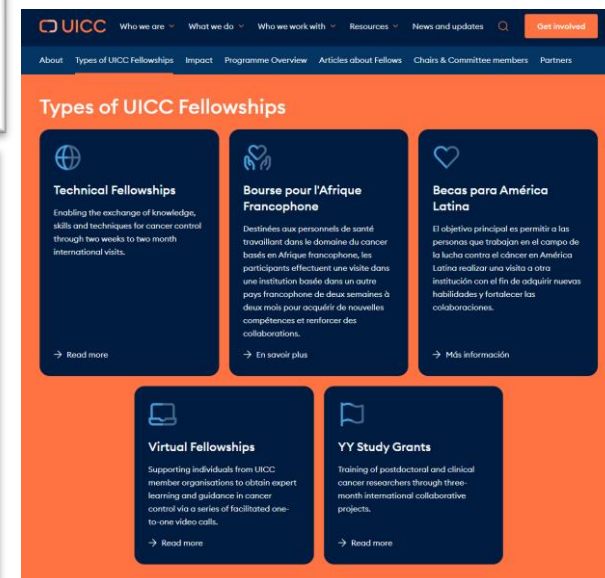 UICC Who we are What we do Who we work with Resources News and updates Get involved
About Types of UICC Fellowships Impact Programme Overview Articles about Fellows Chairs & Committee members Partners
Types of UICC Fellowships
Technical Fellowships
Enabling the exchange of knowledge,
skills and techniques for cancer control
through two weeks to two month
international visits.
→ Read more
Bourse pour
l'Afrique
Francophone
Destinées aux personnels de santé
travaillant dans le domaine du cancer
basés en Afrique francophone, les
participants effectuent une visite dans
une institution basée dans un autre
pays francophone de deux semaines à
deux mois pour acquérir de nouvelles
compétences et renforcer des
collaborations.
→ En savoir plus
Becas para América
Latina
El objetivo principal es permitir a las
personas que trabajan en el campo de
la lucha contra el cáncer en América
Latina realizar una visita a otra
institución con el fin de adquirir nuevas
habilidades y fortalecer las
colaboraciones.
→ Más información
Virtual Fellowships
Supporting individuals from UICC
member organisations to obtain expert
learning and guidance in cancer
control via a series of facilitated one-
to-one video calls.
→ Read more
YY Study Grants
Training of postdoctoral and clinical
cancer researchers through three-
month international collaborative
projects.
→ Read more